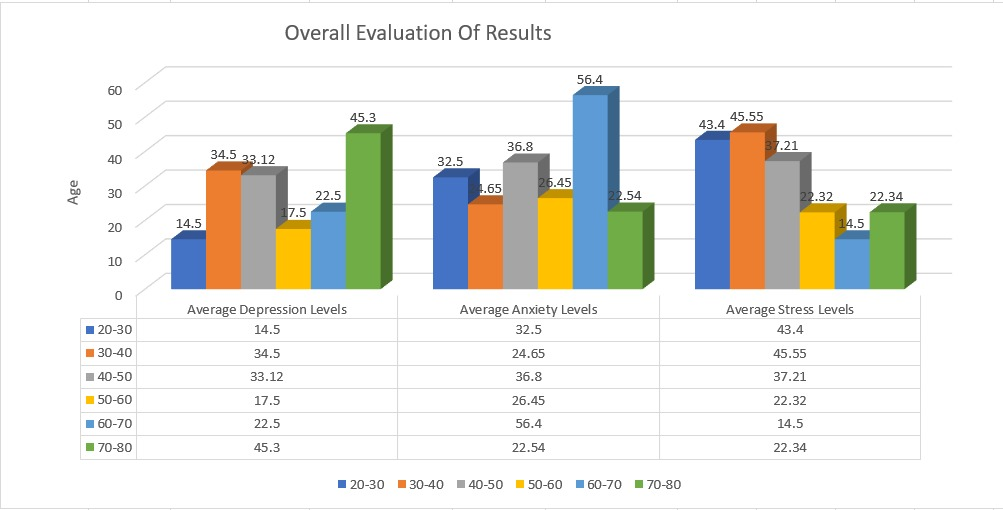 Overall Evaluation Of Results
Age
60
50
40
30
20
10
0
14.5 34.5 33.12 17.5 22.5 45.3
32.5 4.65 36.8 26.45 56.4 22.54
43.4 45.55 37.21 22.32 14.5 22.34
Average Depression Levels Average Anxiety Levels Average Stress Levels
20-30 14.5 32.5 43.4
30-40 34.5 24.65 45.55
40-50 33.12 36.8 37.21
50-60 17.5 26.45 22.32
60-70 22.5 56.4 14.5
70-80 45.3 22.54 22.34
20-30 30-40 40-50 50-60 60-70 70-80